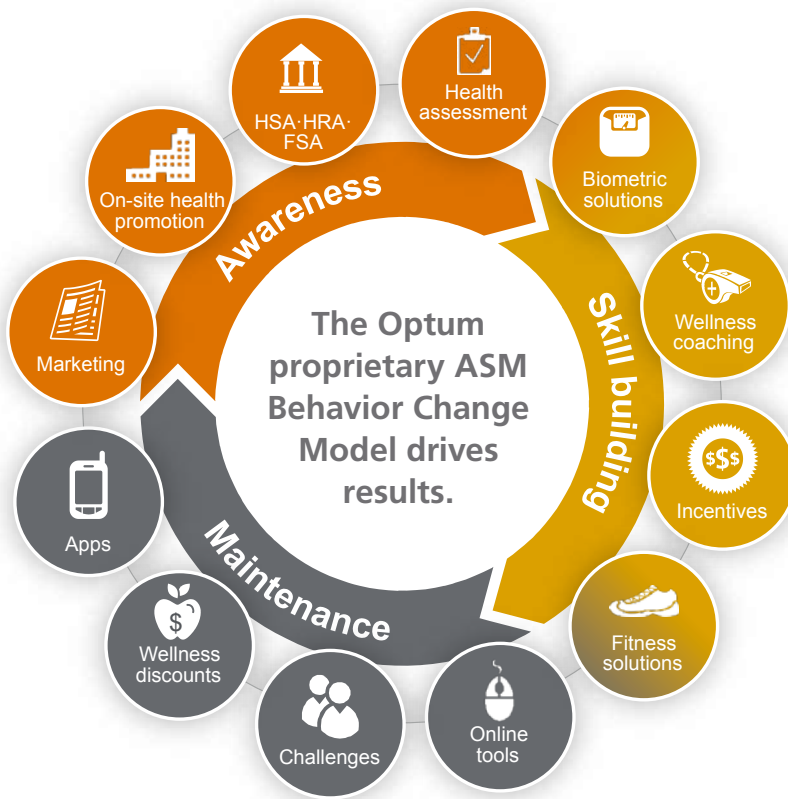 The Optum
proprietary ASM
Behavior Change
Model drives
results.
Awareness
Skill building
Maintenance
HSA·HRA·
FSA
Health
assessment
Biometric
solutions
Wellness
coaching
$$$
Incentives
Fitness
solutions
Online
tools
Challenges
$
Wellness
discounts
Apps
Marketing
On-site health
promotion